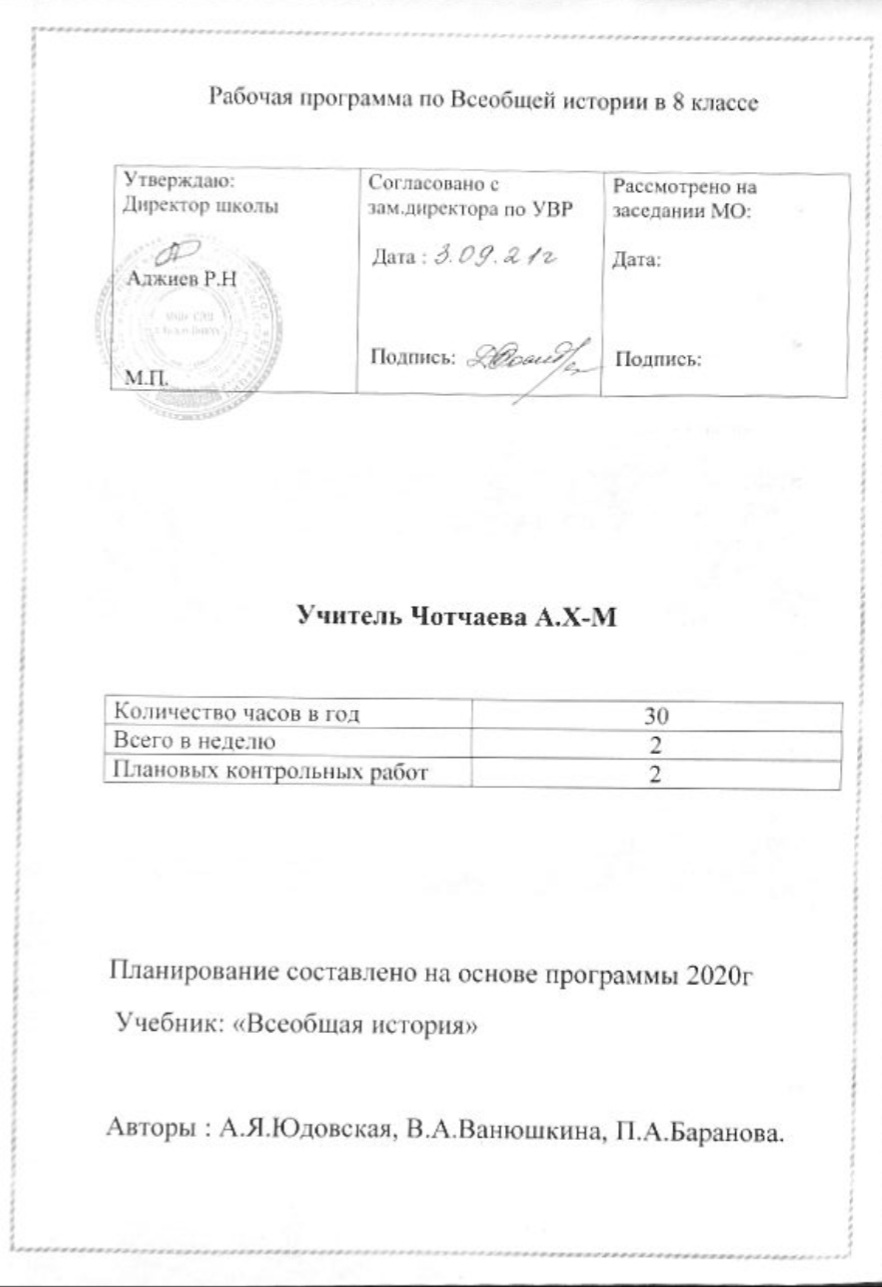 Рабочая программа по Всеобщей истории в 8 классе
Утверждаю:
Директор школы
Аджиев Р.Н
М.П.
Согласовано с
зам.директора по УВР
Дата : 3.09.21г
Подпись:
Рассмотрено на
заседании МО:
Дата:
Подпись:
Учитель Чотчаева А.Х-М
Количество часов в год 30
Всего в неделю 2
Плановых контрольных работ 2
Планирование составлено на основе программы 2020г
Учебник: «Всеобщая история»
Авторы : А.Я.Юдовская, В.А.Ванюшкина, П.А.Баранова.